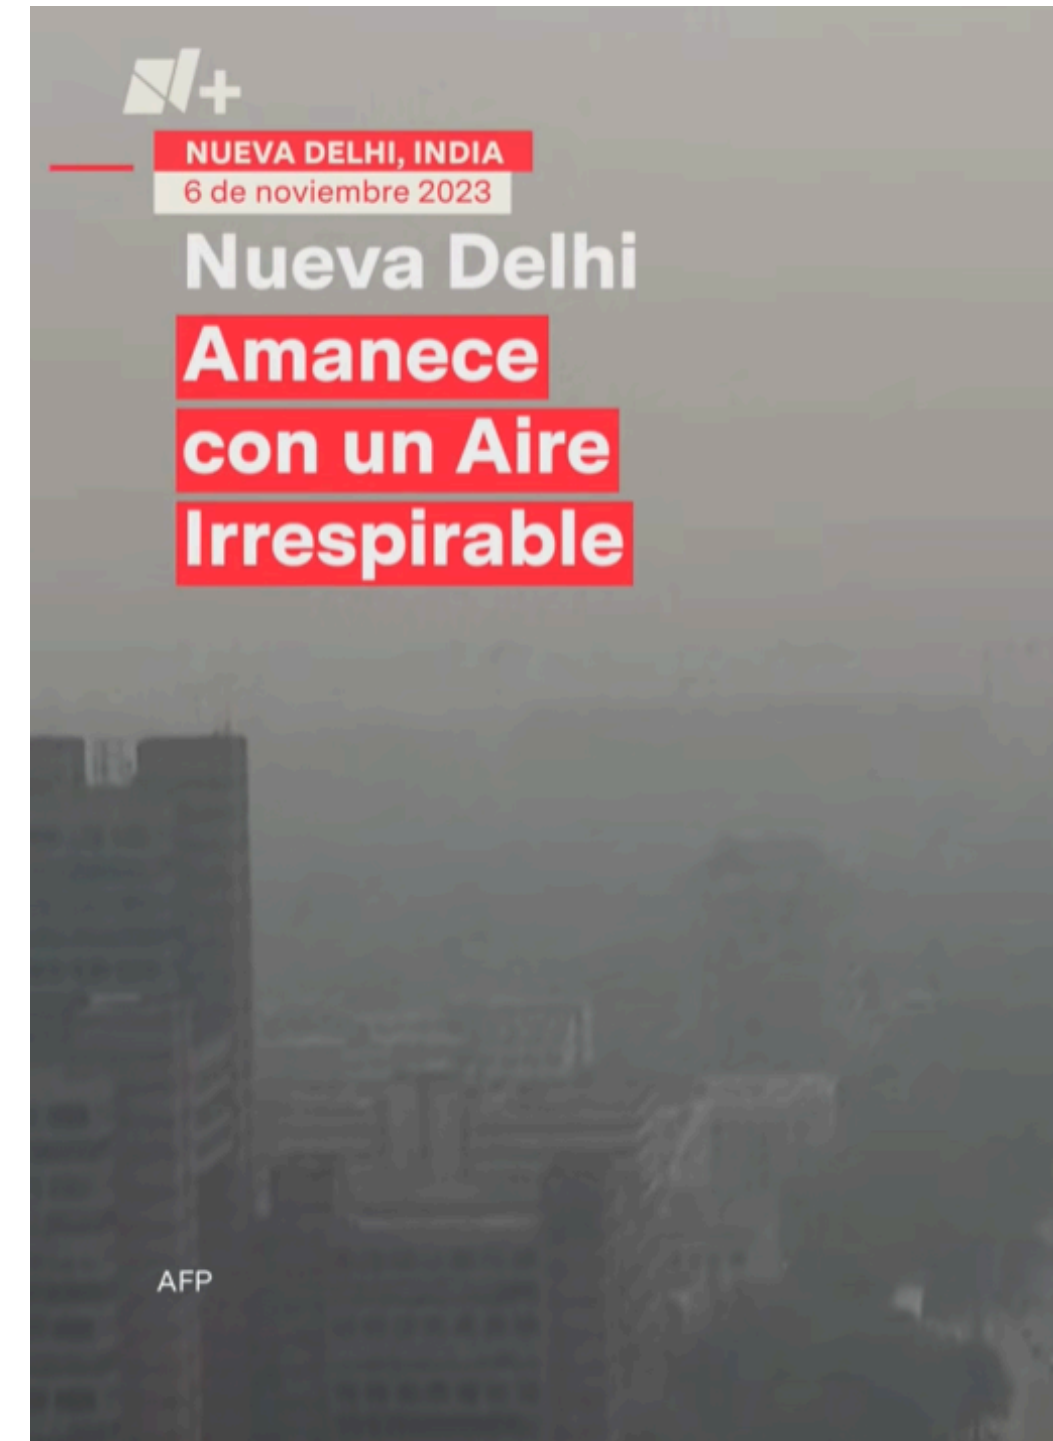 N+
NUEVA DELHI, INDIA
6 de noviembre 2023
Nueva Delhi
Amanece
con un Aire
Irrespirable
AFP